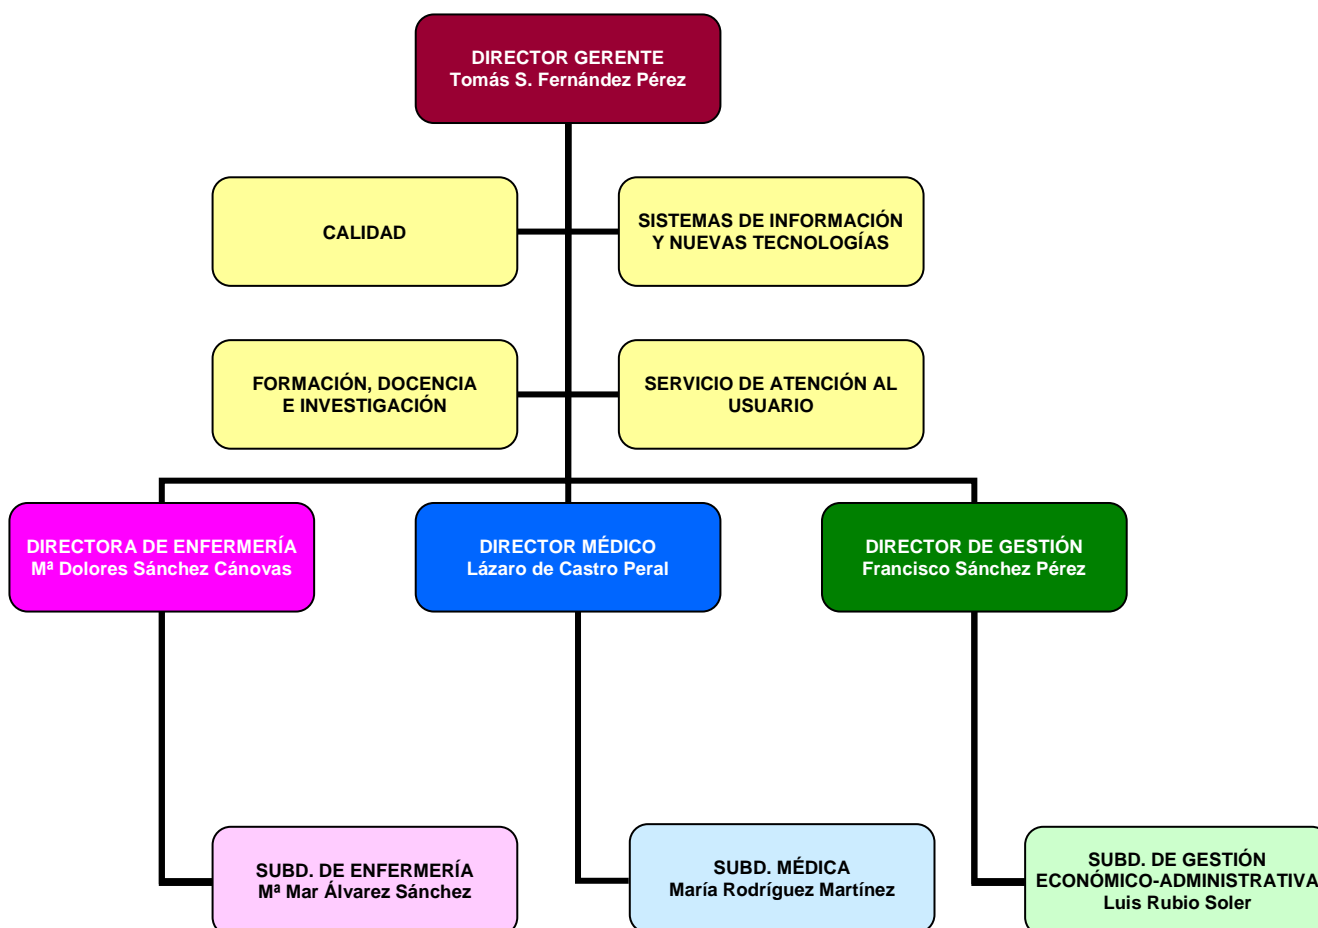 DIRECTOR GERENTE
Tomás S. Fernández Pérez
CALIDAD
SISTEMAS DE INFORMACIÓN
Y NUEVAS TECNOLOGÍAS
FORMACIÓN, DOCENCIA
E INVESTIGACIÓN
SERVICIO DE ATENCIÓN AL
USUARIO
DIRECTORA DE ENFERMERÍA
Mª Dolores Sánchez Cánovas
DIRECTOR MÉDICO
Lázaro de Castro Peral
DIRECTOR DE GESTIÓN
Francisco Sánchez Pérez
SUBD. DE ENFERMERÍA
Mª Mar Álvarez Sánchez
SUBD. MÉDICA
María Rodríguez Martínez
SUBD. DE GESTIÓN
ECONÓMICO-ADMINISTRATIVA
Luis Rubio Soler